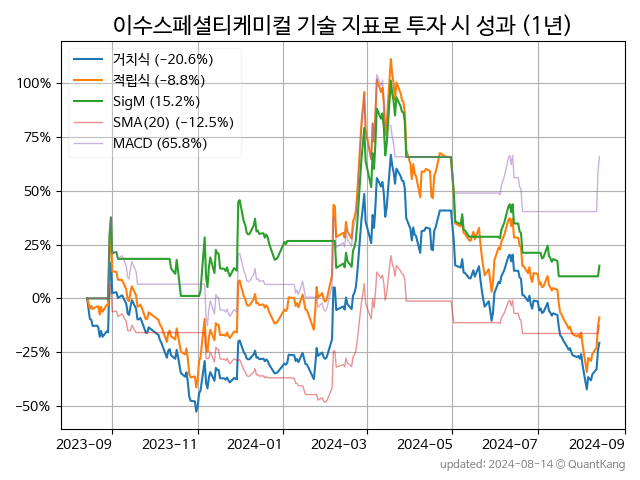 이수스페셜티케미컬 기술 지표로 투자 시 성과 (1년)
거치식 (−20.6%)
적립식 (−8.8%)
SigM (15.2%)
SMA(20) (−12.5%)
MACD (65.8%)
100%
75%
50%
25%
0%
−25%
−50%
2023-09 2023-11 2024-01 2024-03 2024-05 2024-07 2024-09
updated: 2024-08-14 © QuantKang